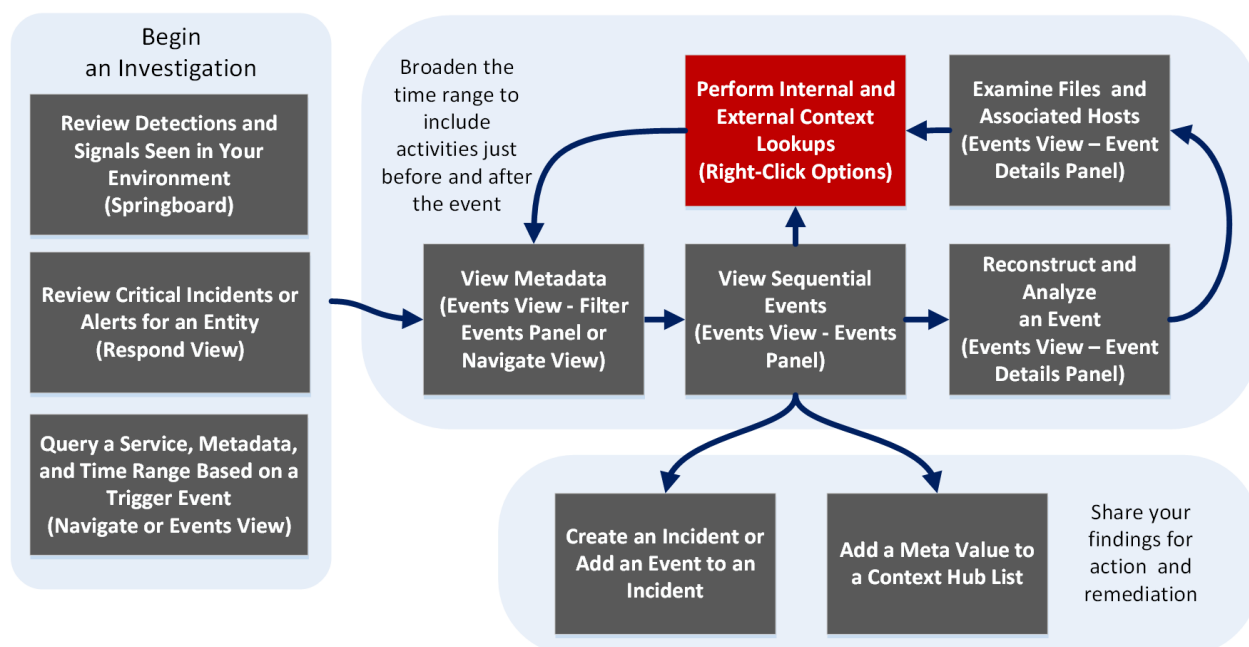 Begin
an Investigation
Review Detections and
Signals Seen in Your
Environment
(Springboard)
Review Critical Incidents or
Alerts for an Entity
(Respond View)
Query a Service, Metadata,
and Time Range Based on a
Trigger Event
(Navigate or Events View)
Broaden the
time range to
include
activities just
before and after
the event
Perform Internal and
External Context
Lookups
(Right-Click Options)
Examine Files and
Associated Hosts
(Events View – Event
Details Panel)
View Metadata
(Events View - Filter
Events Panel or
Navigate View)
View Sequential
Events
(Events View - Events
Panel)
Reconstruct and
Analyze
an Event
(Events View – Event
Details Panel)
Create an Incident or
Add an Event to an
Incident
Add a Meta Value to
a Context Hub List
Share your
findings for
action and
remediation